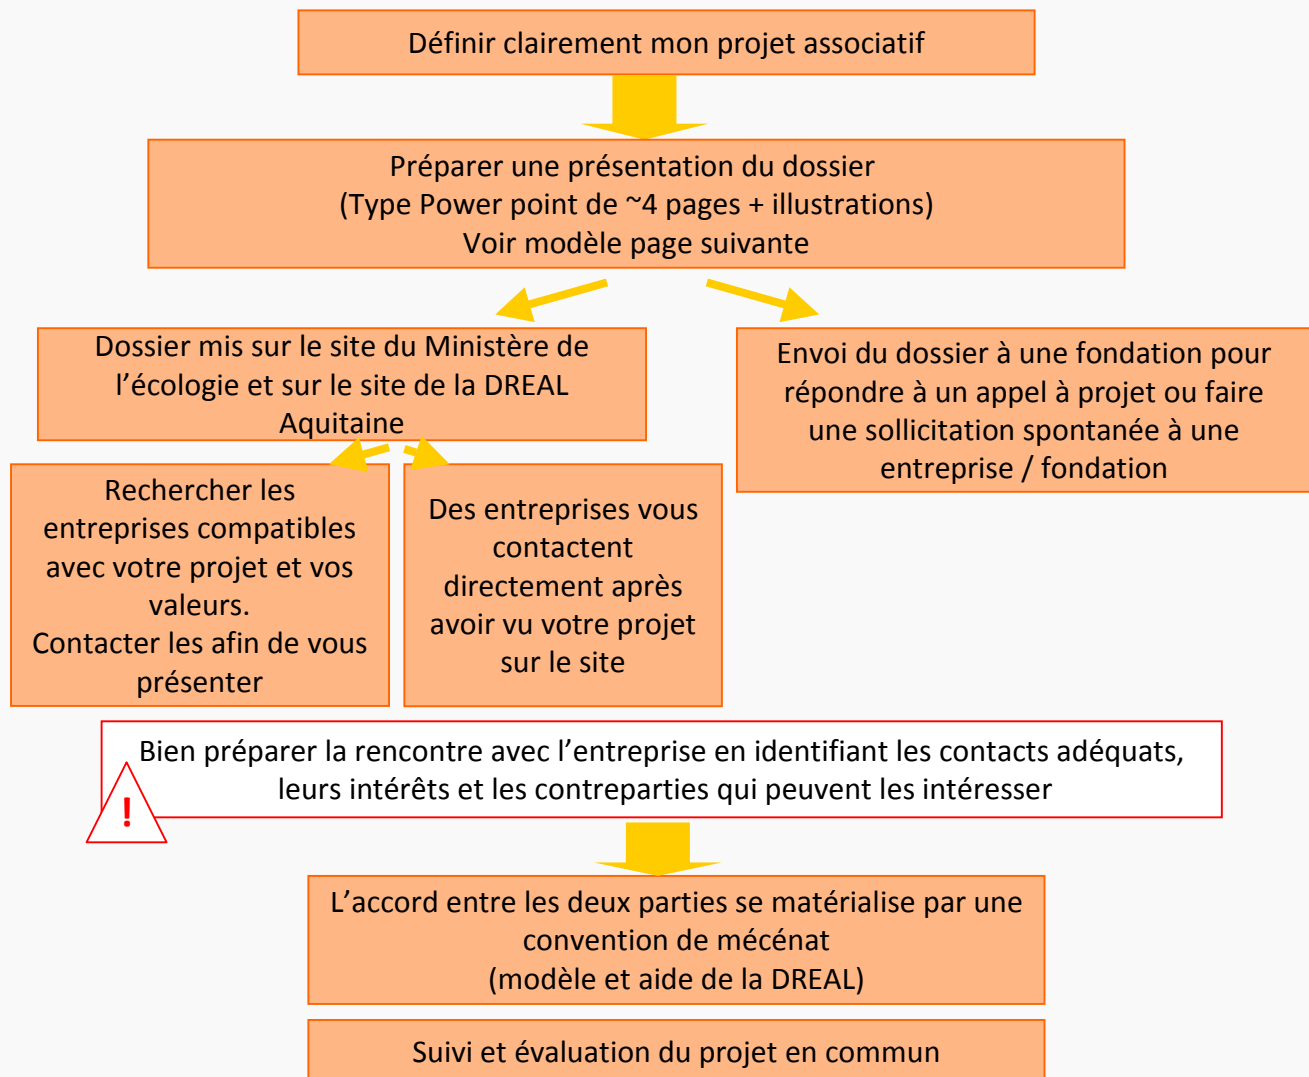 Définir clairement mon projet associatif
Préparer une présentation du dossier
(Type Power point de ~4 pages + illustrations)
Voir modèle page suivante
Dossier mis sur le site du Ministère de
l’écologie et sur le site de la DREAL
Aquitaine
Envoi du dossier à une fondation pour
répondre à un appel à projet ou faire
une sollicitation spontanée à une
entreprise / fondation
Rechercher les
entreprises compatibles
avec votre projet et vos
valeurs.
Contacter les afin de vous
présenter
Des entreprises vous
contactent
directement après
avoir vu votre projet
sur le site
Bien préparer la rencontre avec l’entreprise en identifiant les contacts adéquats,
leurs intérêts et les contreparties qui peuvent les intéresser
!
L’accord entre les deux parties se matérialise par une
convention de mécénat
(modèle et aide de la DREAL)
Suivi et évaluation du projet en commun